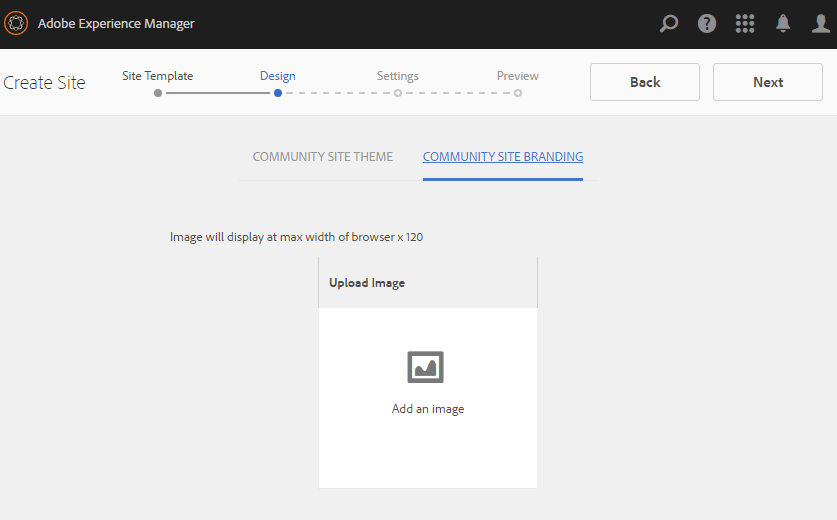 Adobe Experience Manager
Create Site
Site Template
Design
Settings
Preview
Back
Next
COMMUNITY SITE THEME
COMMUNITY SITE BRANDING
Image will display at max width of browser x 120
Upload Image
Add an image